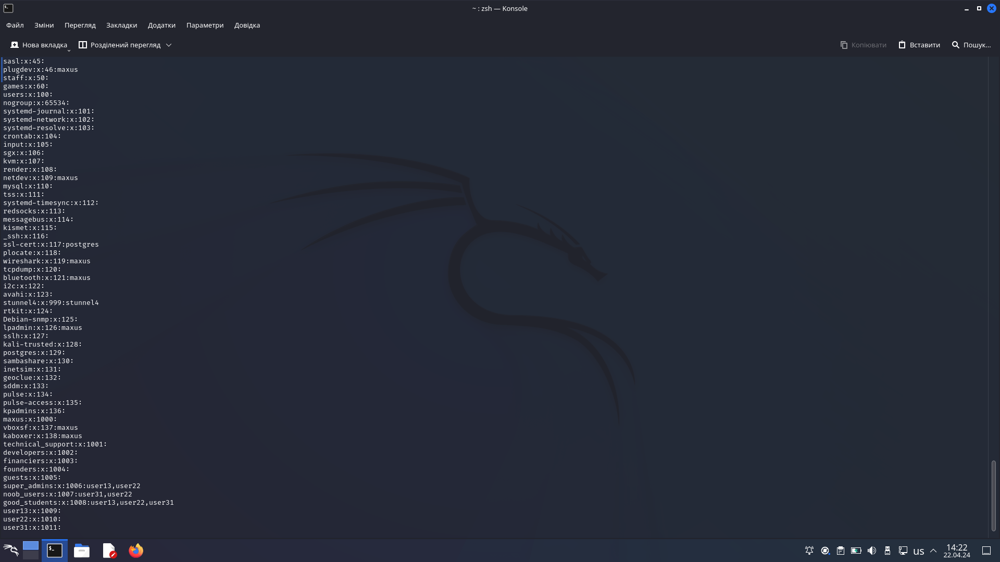 ~ : zsh — Konsole
Файл Зміни Перегляд Закладки Додатки Параметри Довідка
Нова вкладка Розділений перегляд Копіювати Вставити Пошук...
sasl:x:45:
plugdev:x:46:maxus
staff:x:50:
games:x:60:
users:x:100:
nogroup:x:65534:
systemd-journal:x:101:
systemd-network:x:102:
systemd-resolve:x:103:
crontab:x:104:
input:x:105:
sgx:x:106:
kvm:x:107:
render:x:108:
netdev:x:109:maxus
mysql:x:110:
tss:x:111:
systemd-timesync:x:112:
redsocks:x:113:
messagebus:x:114:
kismet:x:115:
_ssh:x:116:
ssl-cert:x:117:postgres
plocate:x:118:
wireshark:x:119:maxus
tcpdump:x:120:
bluetooth:x:121:maxus
i2c:x:122:
avahi:x:123:
stunnel4:x:999:stunnel4
rtkit:x:124:
Debian-snmp:x:125:
lpadmin:x:126:maxus
sslh:x:127:
kali-trusted:x:128:
postgres:x:129:
sambashare:x:130:
inetsim:x:131:
geoclue:x:132:
sddm:x:133:
pulse:x:134:
pulse-access:x:135:
kpadmins:x:136:
maxus:x:1000:
vboxsf:x:137:maxus
kaboxer:x:138:maxus
technical_support:x:1001:
developers:x:1002:
financiers:x:1003:
founders:x:1004:
guests:x:1005:
super_admins:x:1006:user13,user22
noob_users:x:1007:user31,user22
good_students:x:1008:user13,user22,user31
user13:x:1009:
user22:x:1010:
user31:x:1011:
us 14:22
22.04.24